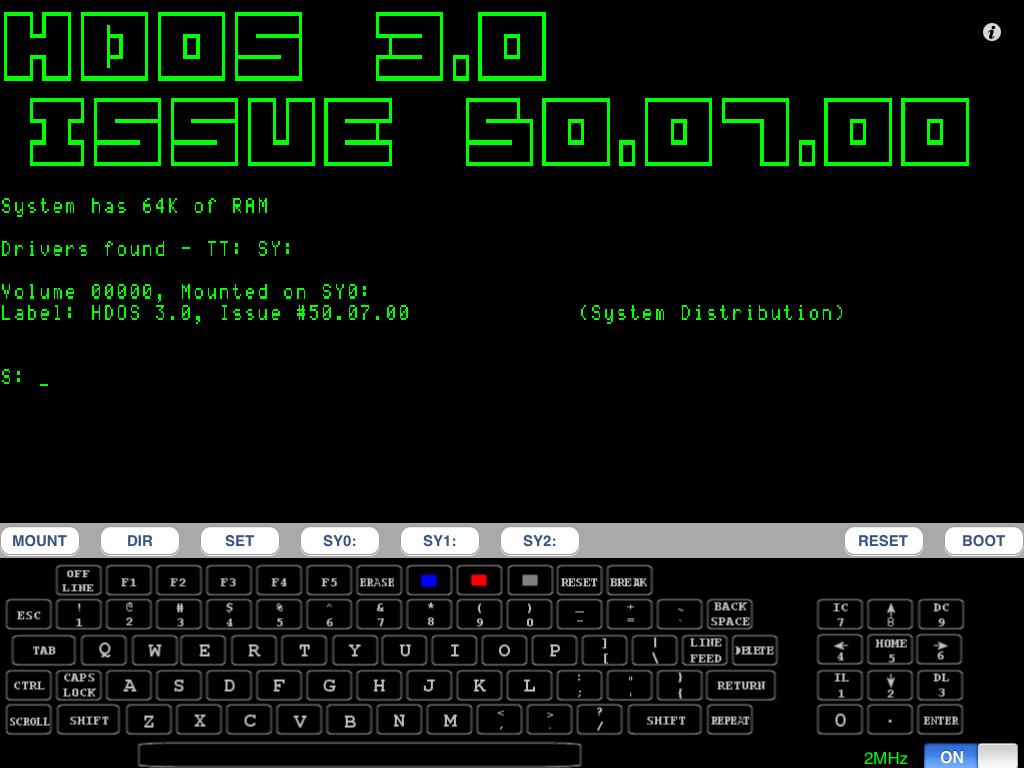 HDOS 3.0
ISSUE 50.07.00
System has 64K of RAM
Drivers found - TT: SY:
Volume 00000, Mounted on SY0:
Label: HDOS 3.0, Issue #50.07.00 (System Distribution)
S: _
MOUNT DIR SET SY0: SY1: SY2: RESET BOOT
OFF LINE F1 F2 F3 F4 F5 ERASE RESET BREAK
ESC ! 1 @ 2 # 3 $ 4 % 5 ^ 6 & 7 * 8 ( 9 ) 0 _ - + = ~ ` BACK SPACE IC 7 8 DC 9
TAB Q W E R T Y U I O P ] [ | \ LINE FEED DELETE ← 4 HOME 5 → 6
CTRL CAPS LOCK A S D F G H J K L : ; " ' } { RETURN IL 1 2 DL 3
SCROLL SHIFT Z X C V B N M < , > . ? / SHIFT REPEAT 0 . ENTER
2MHz ON